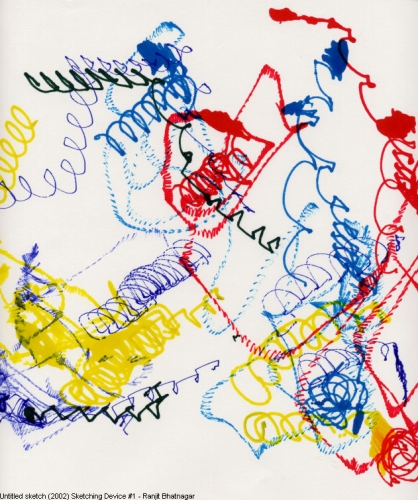 Untitled sketch (2002) Sketching Device #1 - Ranjit Bhatnagar